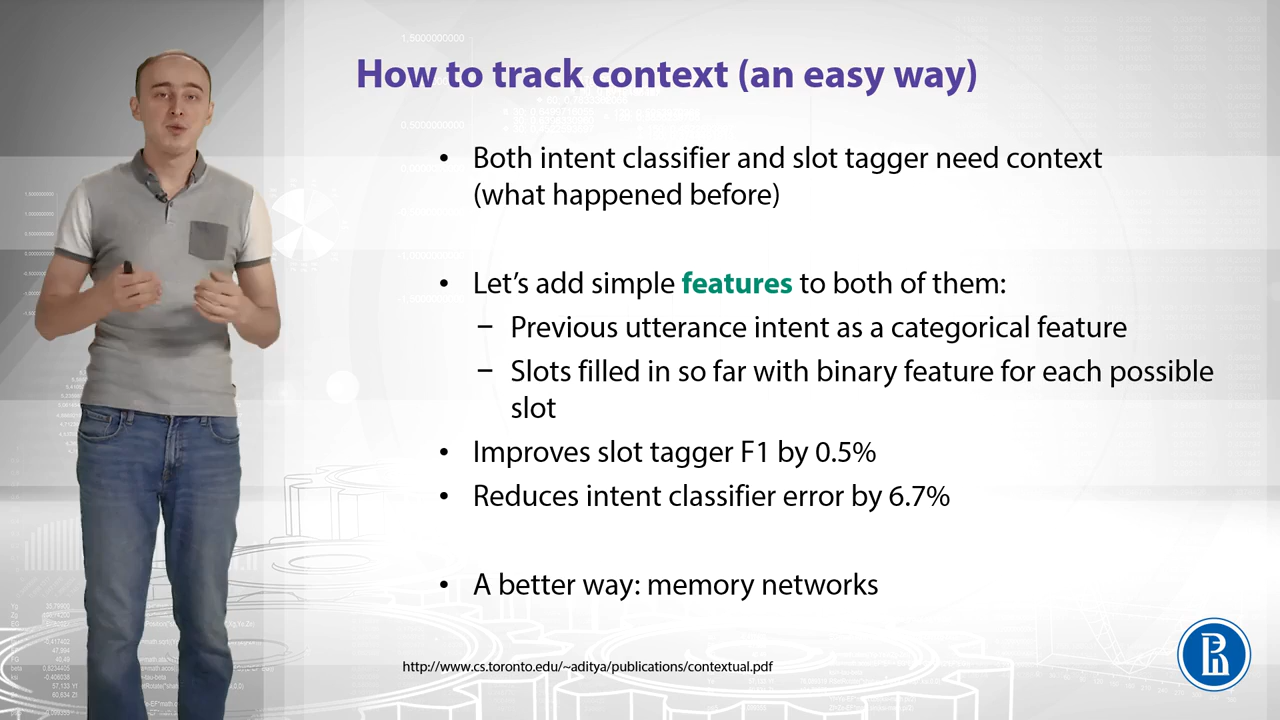 How to track context (an easy way)
• Both intent classifier and slot tagger need context
(what happened before)
• Let's add simple features to both of them:
– Previous utterance intent as a categorical feature
– Slots filled in so far with binary feature for each possible
slot
• Improves slot tagger F1 by 0.5%
• Reduces intent classifier error by 6.7%
• A better way: memory networks
http://www.cs.toronto.edu/~aditya/publications/contextual.pdf